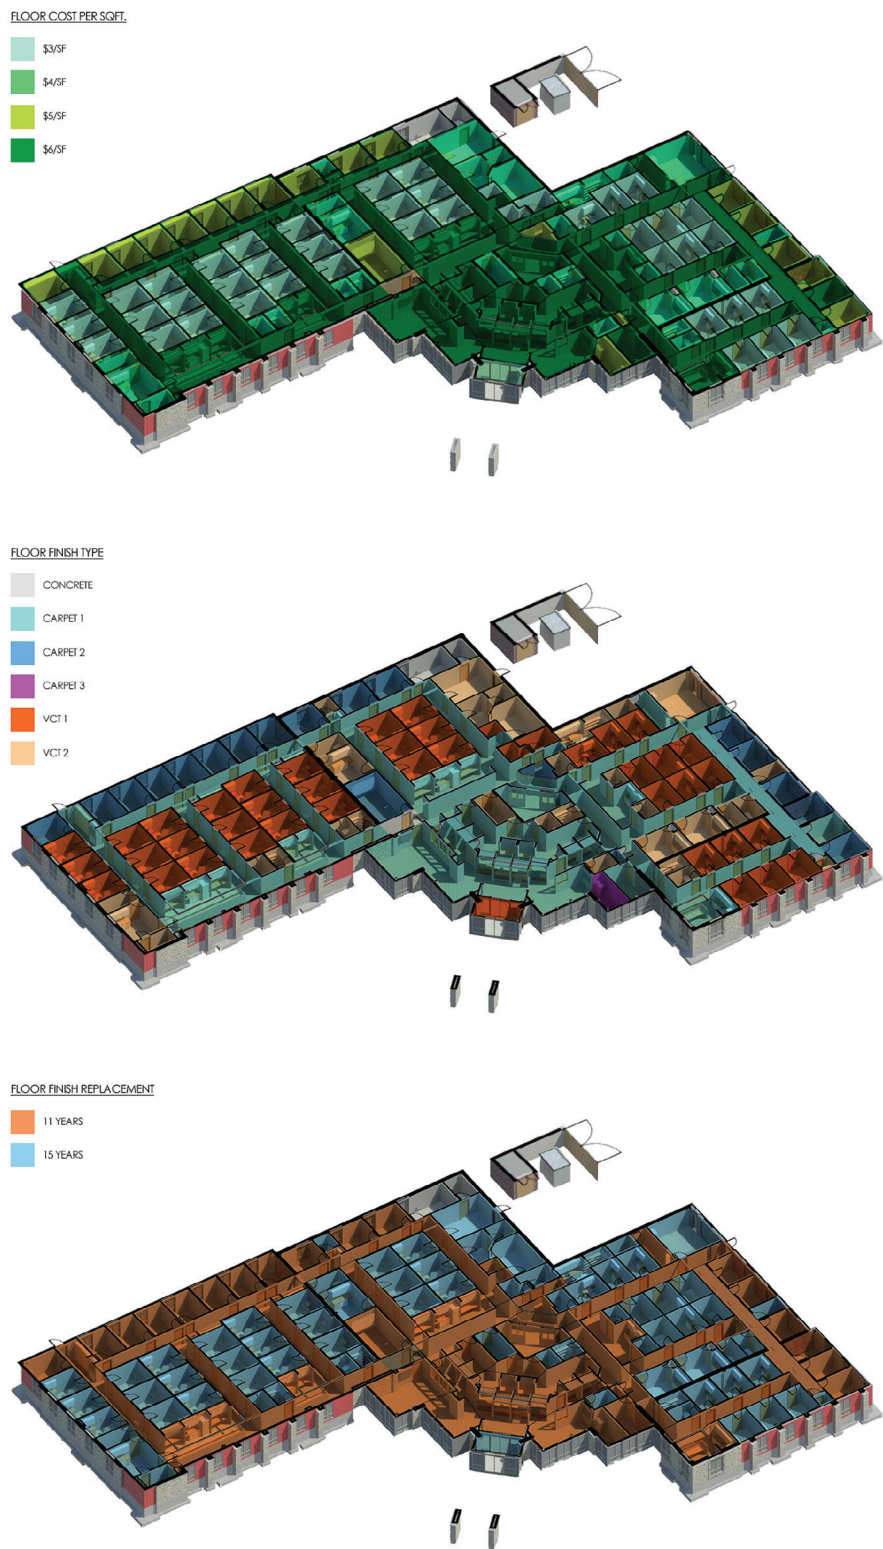 FLOOR COST PER SQFT.
$3/SF
$4/SF
$5/SF
$6/SF
FLOOR FINISH TYPE
CONCRETE
CARPET 1
CARPET 2
CARPET 3
VCT 1
VCT 2
FLOOR FINISH REPLACEMENT
11 YEARS
15 YEARS